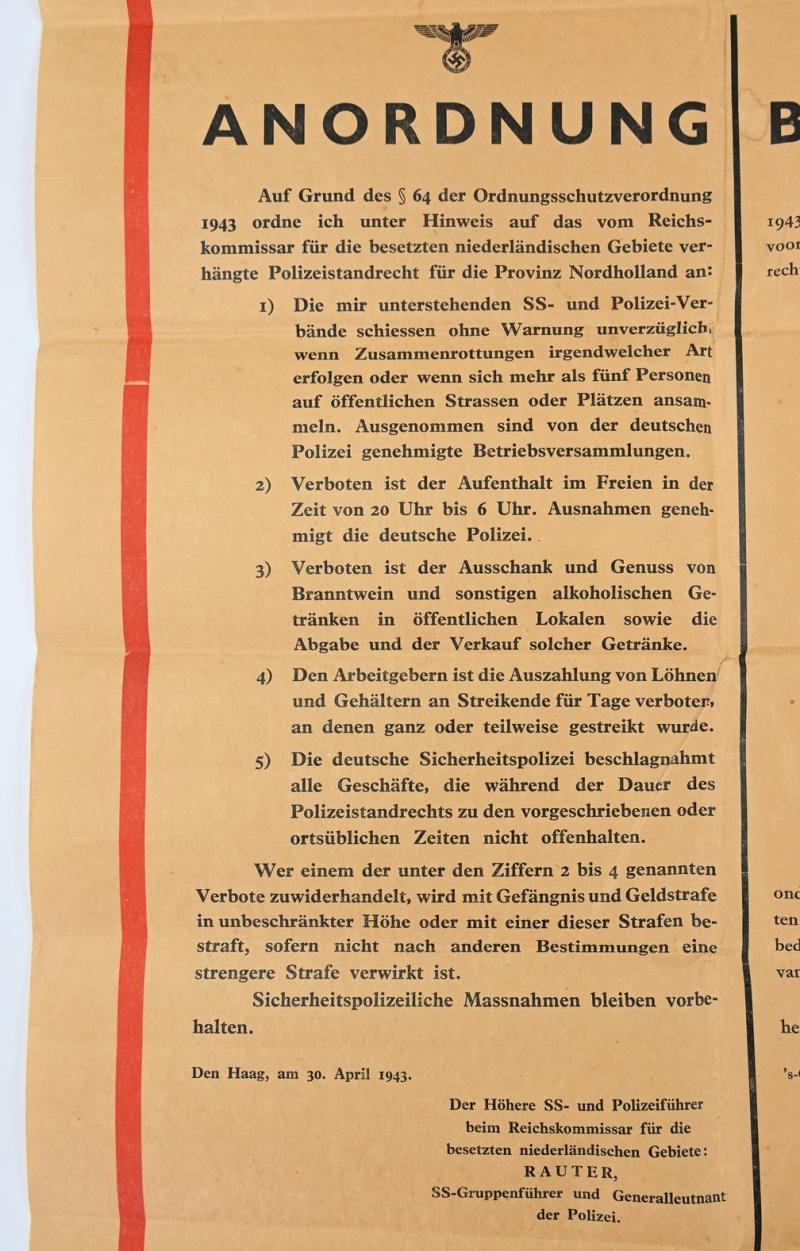 ANORDNUNG
Auf Grund des § 64 der Ordnungsschutzverordnung
1943 ordne ich unter Hinweis auf das vom Reichs-
kommissar für die besetzten niederländischen Gebiete ver-
hängte Polizeistandrecht für die Provinz Nordholland an:
1) Die mir unterstehenden SS- und Polizei-Ver-
bände schiessen ohne Warnung unverzüglich,
wenn Zusammenrottungen irgendwelcher Art
erfolgen oder wenn sich mehr als fünf Personen
auf öffentlichen Strassen oder Plätzen ansam-
meln. Ausgenommen sind von der deutschen
Polizei genehmigte Betriebsversammlungen.
2) Verboten ist der Aufenthalt im Freien in der
Zeit von 20 Uhr bis 6 Uhr. Ausnahmen geneh-
migt die deutsche Polizei.
3) Verboten ist der Ausschank und Genuss von
Branntwein und sonstigen alkoholischen Ge-
tränken in öffentlichen Lokalen sowie die
Abgabe und der Verkauf solcher Getränke.
4) Den Arbeitgebern ist die Auszahlung von Löhnen
und Gehältern an Streikende für Tage verboten,
an denen ganz oder teilweise gestreikt wurde.
5) Die deutsche Sicherheitspolizei beschlagnahmt
alle Geschäfte, die während der Dauer des
Polizeistandrechts zu den vorgeschriebenen oder
ortsüblichen Zeiten nicht offenhalten.
Wer einem der unter den Ziffern 2 bis 4 genannten
Verbote zuwiderhandelt, wird mit Gefängnis und Geldstrafe
in unbeschränkter Höhe oder mit einer dieser Strafen be-
straft, sofern nicht nach anderen Bestimmungen eine
strengere Strafe verwirkt ist.
Sicherheitspolizeiliche Massnahmen bleiben vorbe-
halten.
Den Haag, am 30. April 1943.
Der Höhere SS- und Polizeiführer
beim Reichskommissar für die
besetzten niederländischen Gebiete:
RAUTER,
SS-Gruppenführer und Generalleutnant
der Polizei.
B
1943
voor
rech
ond
ten
bed
var
he
's-